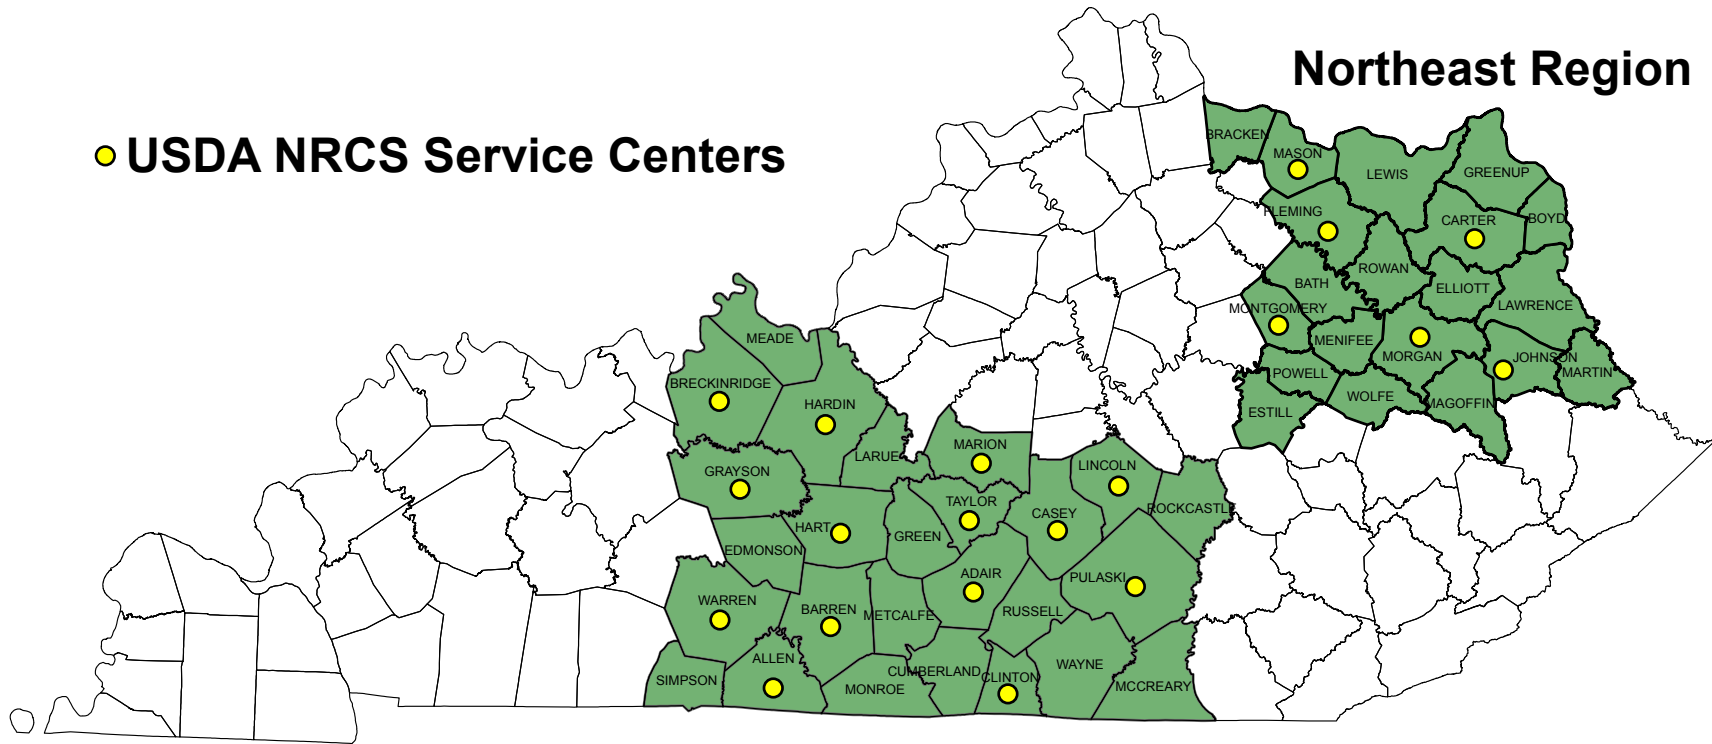 Northeast Region
USDA NRCS Service Centers
BRACKEN
MASON
LEWIS
GREENUP
FLEMING
CARTER
BOYD
ROWAN
BATH
ELLIOTT
LAWRENCE
MONTGOMERY
MENIFEE
MORGAN
JOHNSON
MARTIN
POWELL
WOLFE
MAGOFFIN
ESTILL
MEADE
BRECKINRIDGE
HARDIN
LARUE
MARION
GRAYSON
LINCOLN
TAYLOR
CASEY
ROCKCASTL
HART
GREEN
EDMONSON
ADAIR
PULASKI
WARREN
BARREN
METCALFE
RUSSELL
ALLEN
SIMPSON
MONROE
CUMBERLAND
CLINTON
WAYNE
MCCREARY